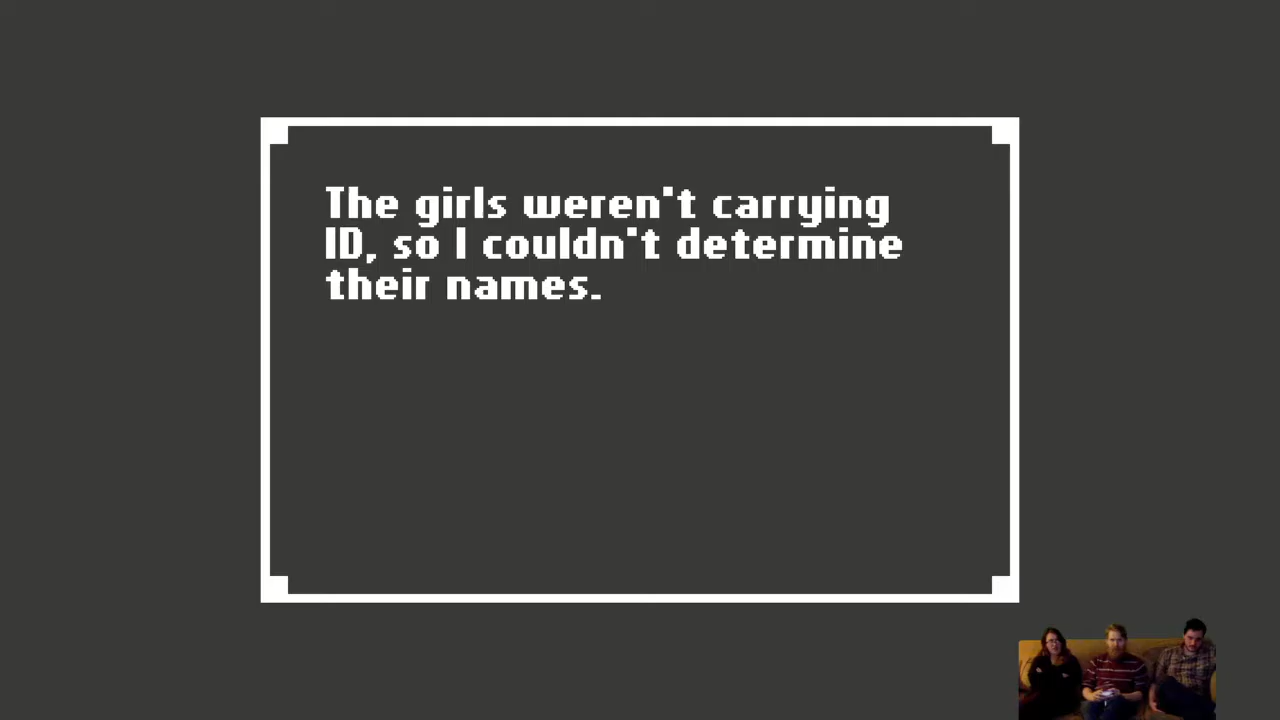 The girls weren't carrying
ID, so I couldn't determine
their names.